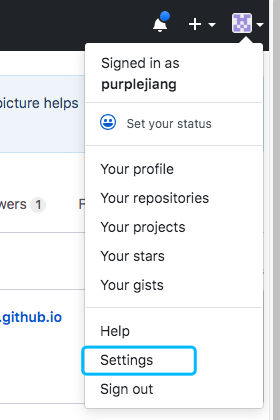 Signed in as
purplejiang
picture helps
Set your status
Your profile
wers 1
Your repositories
Your projects
Your stars
Your gists
.github.io
Help
Settings
Sign out